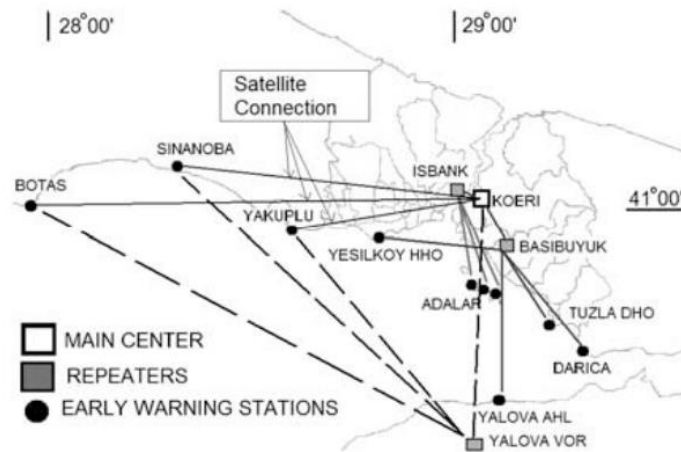 28°00'
29°00'
Satellite
Connection
SINANOBA
ISBANK
BOTAS
KOERI
41°00'
YAKUPLU
YESILKOY HHO
BASIBUYUK
ADALAR
TUZLA DHO
MAIN CENTER
DARICA
REPEATERS
EARLY WARNING STATIONS
YALOVA AHL
YALOVA VOR